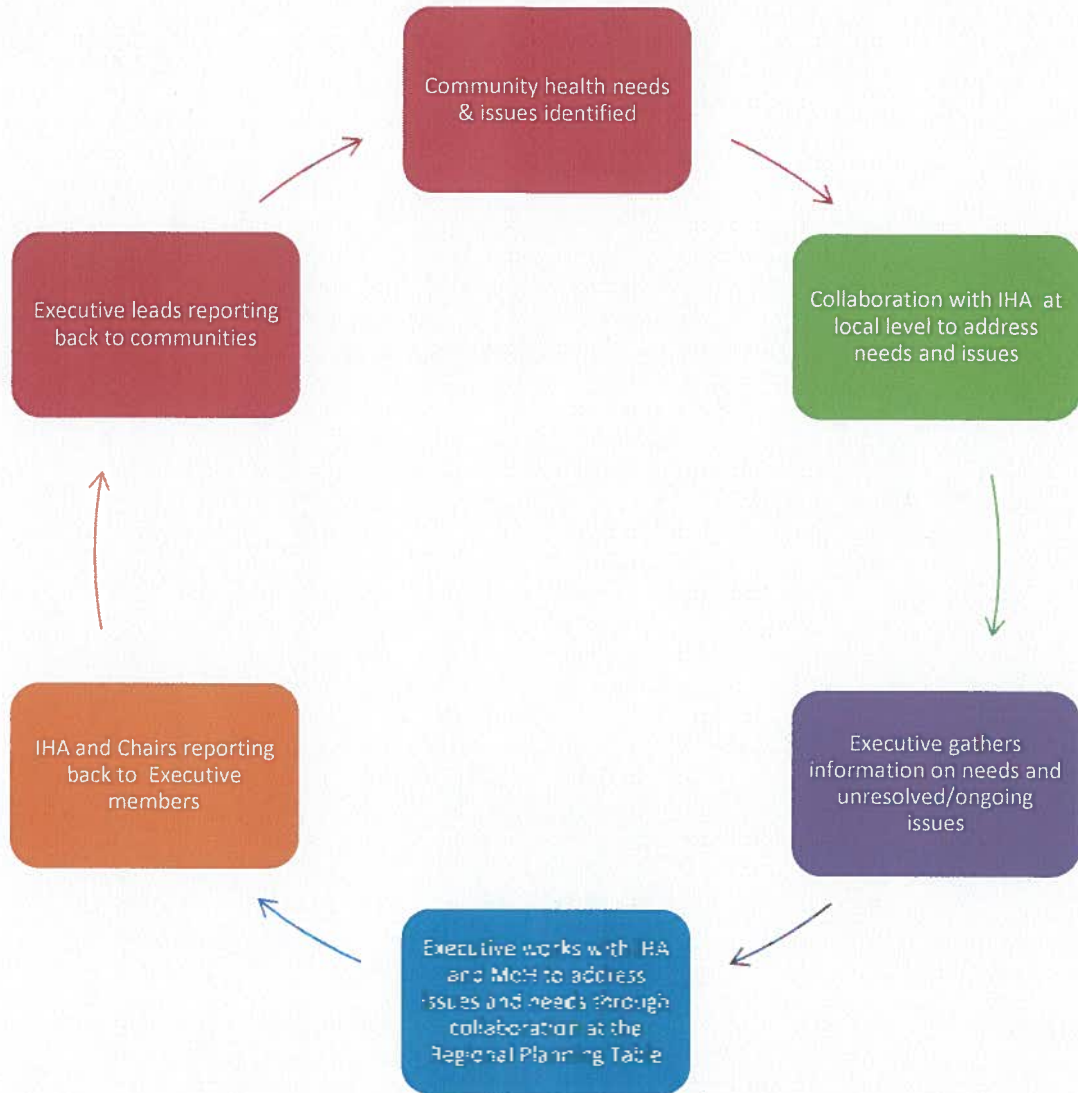 Community health needs
& issues identified
Collaboration with IHA at
local level to address
needs and issues
Executive gathers
information on needs and
unresolved/ongoing
issues
Executive works with IHA
and MoH to address
issues and needs through
collaboration at the
Regional Planning Table
IHA and Chairs reporting
back to Executive
members
Executive leads reporting
back to communities